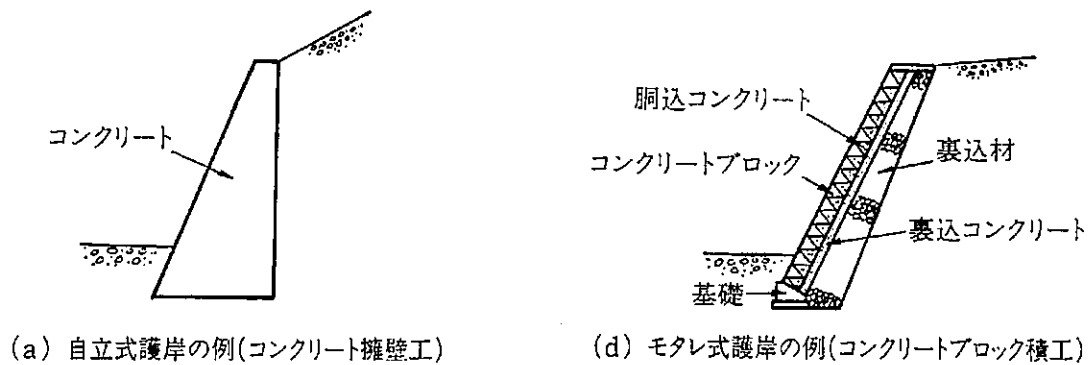 コンクリート
(a) 自立式護岸の例(コンクリート擁壁工)
胴込コンクリート
コンクリートブロック
裏込材
裏込コンクリート
基礎
(d) モタレ式護岸の例(コンクリートブロック積工)